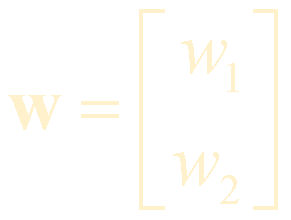 w = [ w₁
w₂ ]